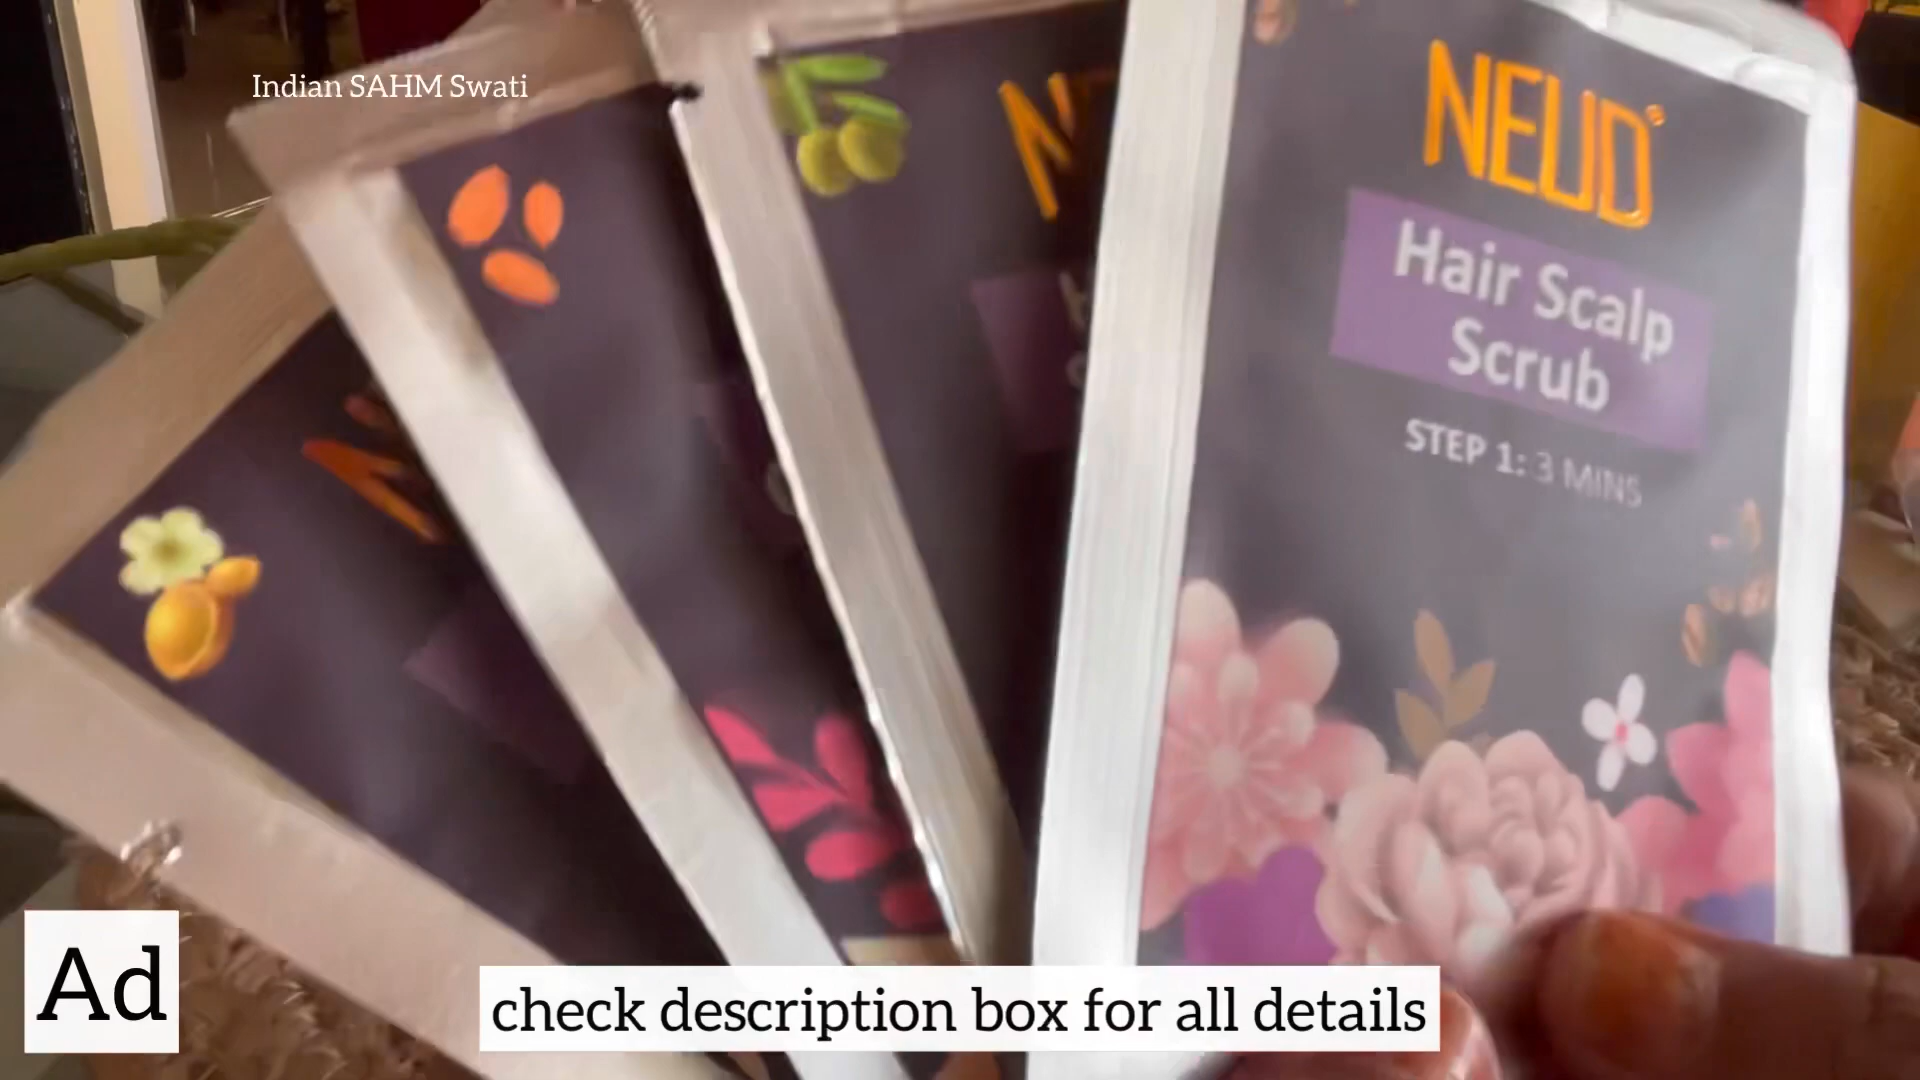 Indian SAHM Swati
NEUD
Hair Scalp
Scrub
STEP 1: 3 MINS
Ad
check description box for all details